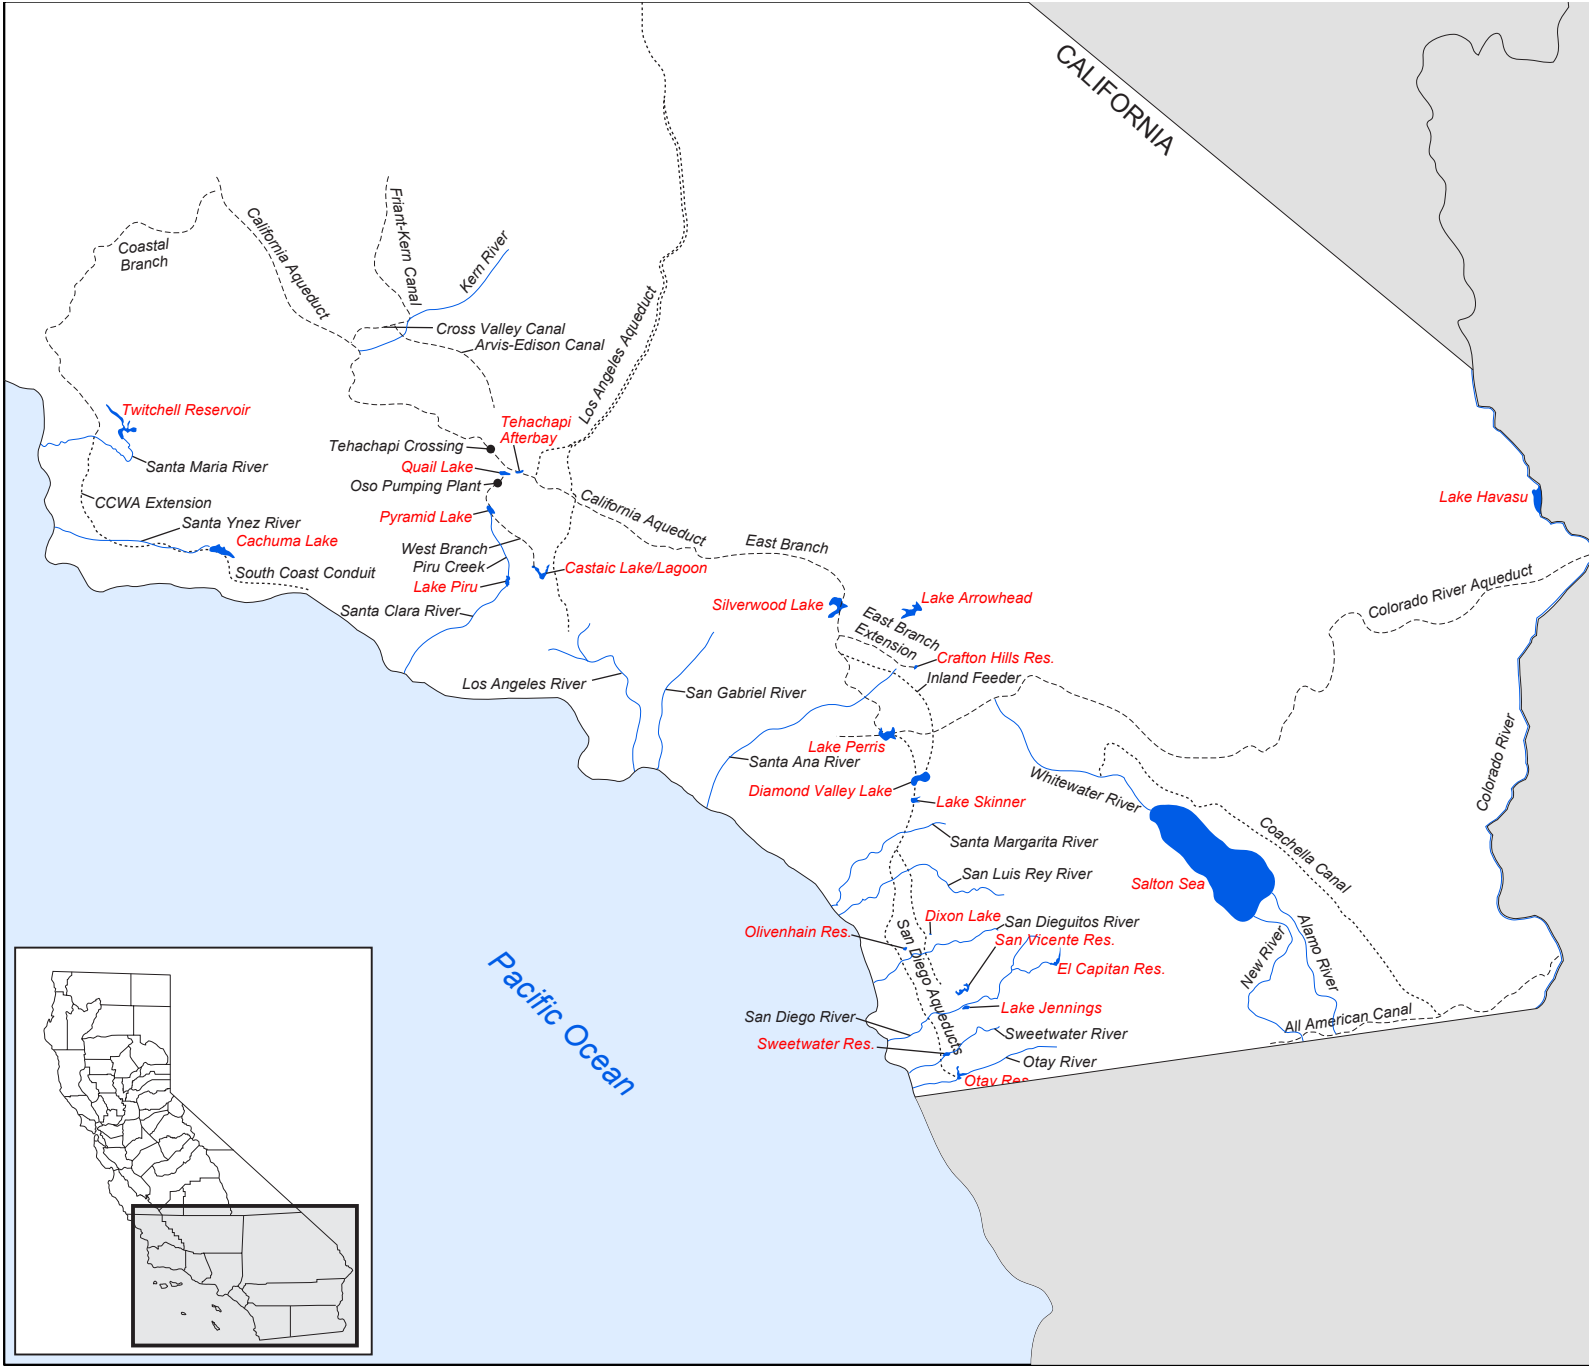 CALIFORNIA
Coastal
Branch
California Aqueduct
Friant-Kern Canal
Kern River
Cross Valley Canal
Arvis-Edison Canal
Los Angeles Aqueduct
Twitchell Reservoir
Tehachapi
Afterbay
Tehachapi Crossing
Santa Maria River
Quail Lake
Oso Pumping Plant
CCWA Extension
Pyramid Lake
California Aqueduct
Lake Havasu
Santa Ynez River
Cachuma Lake
West Branch
East Branch
Piru Creek
South Coast Conduit
Castaic Lake/Lagoon
Lake Piru
Colorado River Aqueduct
Santa Clara River
Silverwood Lake
Lake Arrowhead
East Branch
Extension
Crafton Hills Res.
Inland Feeder
Los Angeles River
San Gabriel River
Lake Perris
Santa Ana River
Colorado River
Diamond Valley Lake
Whitewater River
Lake Skinner
Santa Margarita River
Coachella Canal
San Luis Rey River
Salton Sea
Dixon Lake
San Dieguitos River
Olivenhain Res.
San Vicente Res.
San Diego Aqueducts
New River
Alamo River
El Capitan Res.
Lake Jennings
San Diego River
All American Canal
Sweetwater River
Sweetwater Res.
Otay River
Otay Res
Pacific Ocean